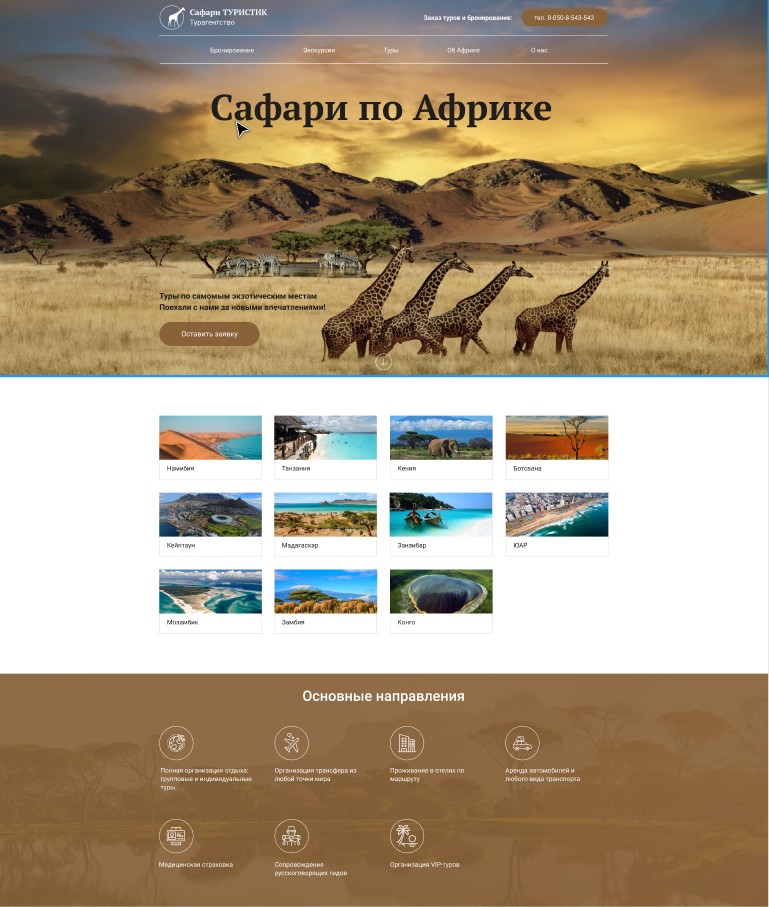 Сафари ТУРИСТИК
Турагентство
Заказ туров и бронирование:
тел. 8-050-8-543-543
Бронирование
Экскурсии
Туры
Об Африке
О нас
Сафари по Африке
Туры по самомым экзотическим местам
Поехали с нами за новыми впечатлениями!
Оставить заявку
Намибия
Танзания
Кения
Ботсвана
Кейптаун
Мадагаскар
Занзибар
ЮАР
Мозамбик
Замбия
Конго
Основные направления
Полная организация отдыха:
групповые и индивидуальные
туры.
Организация трансфера из
любой точки мира
Проживание в отелях по
маршруту
Аренда автомобилей и
любого вида транспорта
Медицинская страховка
Сопровождение
русскоговорящих гидов
Организация VIP-туров